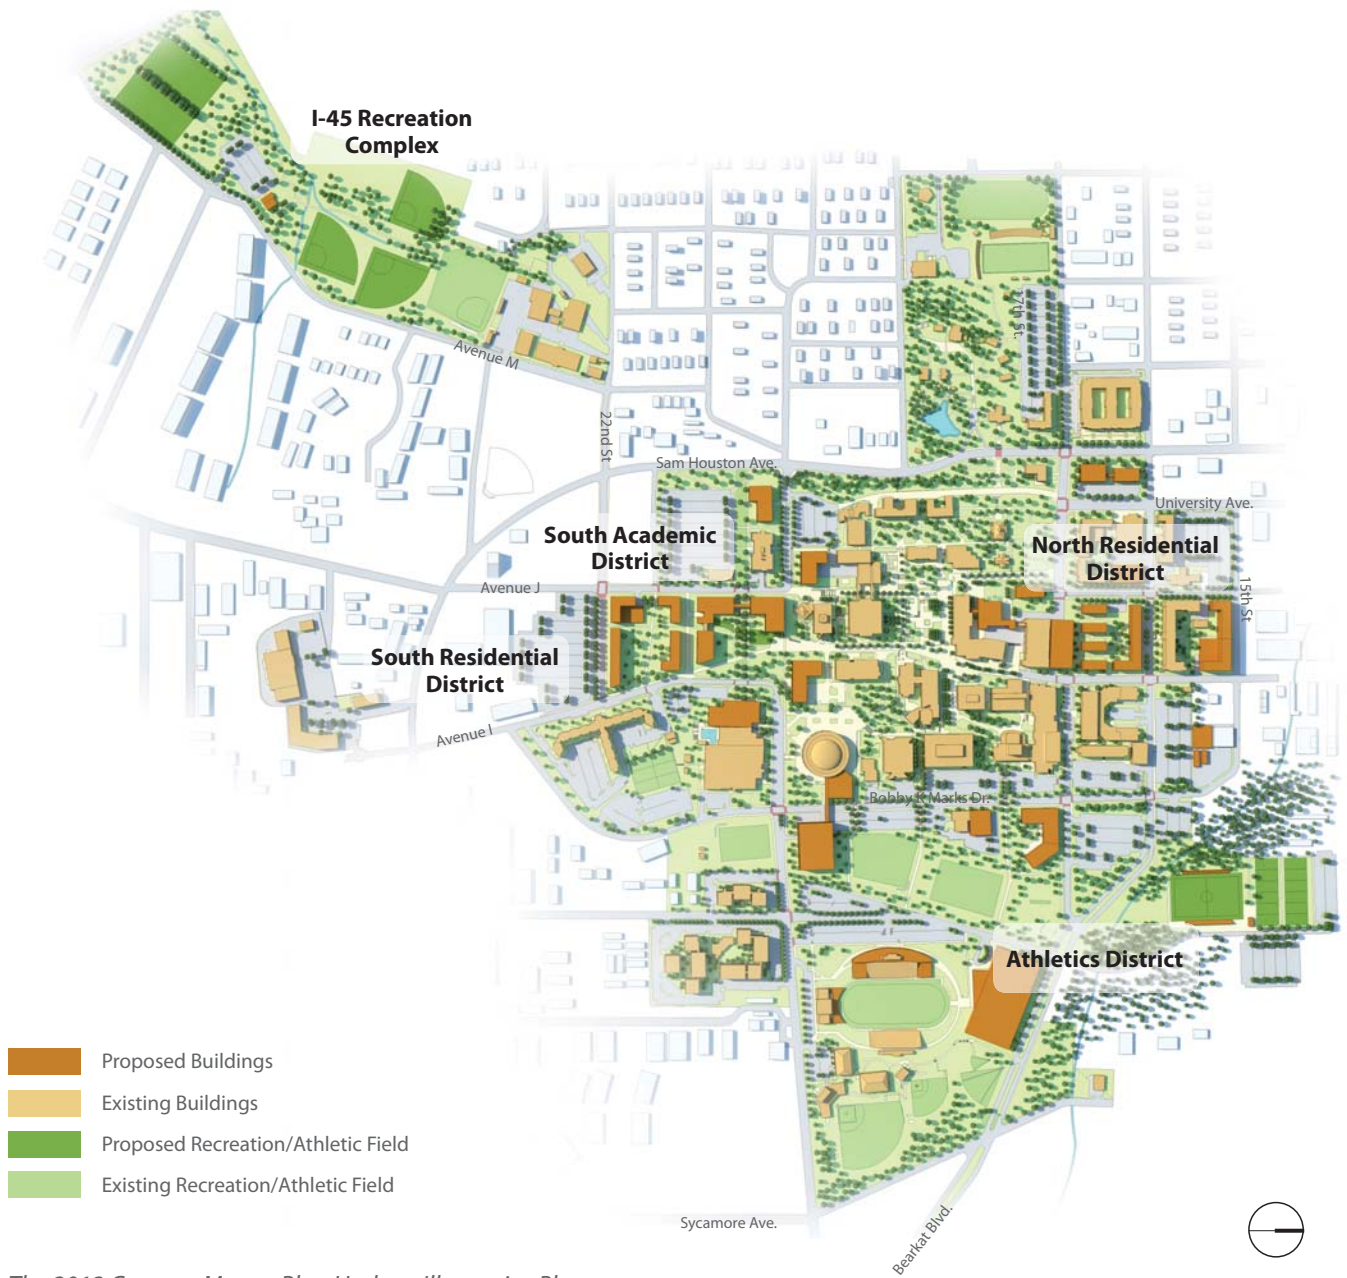 I-45 Recreation
Complex
17th St.
Avenue M
22nd St
Sam Houston Ave.
University Ave.
South Academic
District
North Residential
District
Avenue J
15th St
South Residential
District
Avenue I
Bobby K Marks Dr.
Athletics District
Proposed Buildings
Existing Buildings
Proposed Recreation/Athletic Field
Existing Recreation/Athletic Field
Sycamore Ave.
Bearkat Blvd.